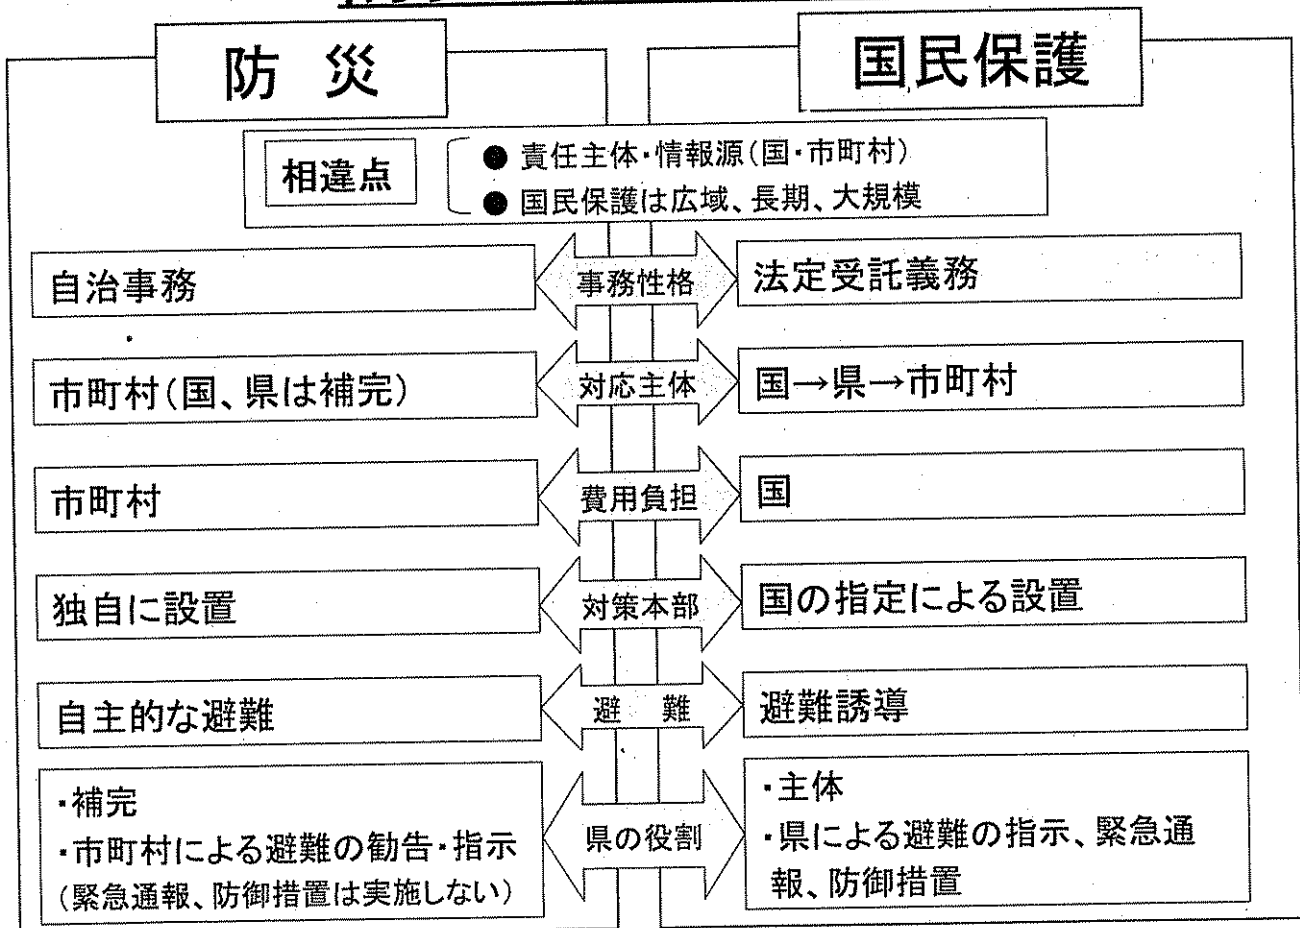 防 災
国民保護
相違点
● 責任主体・情報源(国・市町村)
● 国民保護は広域、長期、大規模
自治事務
事務性格
法定受託義務
市町村(国、県は補完)
対応主体
国→県→市町村
市町村
費用負担
国
独自に設置
対策本部
国の指定による設置
自主的な避難
避 難
避難誘導
・補完
・市町村による避難の勧告・指示
(緊急通報、防御措置は実施しない)
県の役割
・主体
・県による避難の指示、緊急通
報、防御措置